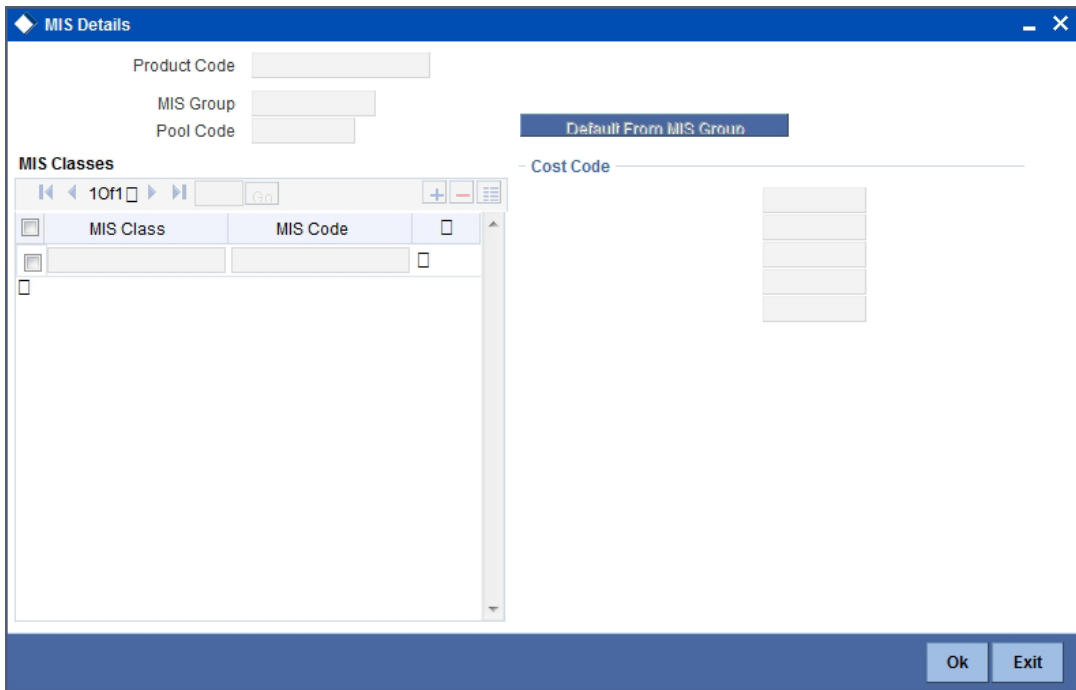 MIS Details
Product Code
MIS Group
Pool Code
Default From MIS Group
MIS Classes
Cost Code
1Of1
Go
MIS Class MIS Code
Ok Exit